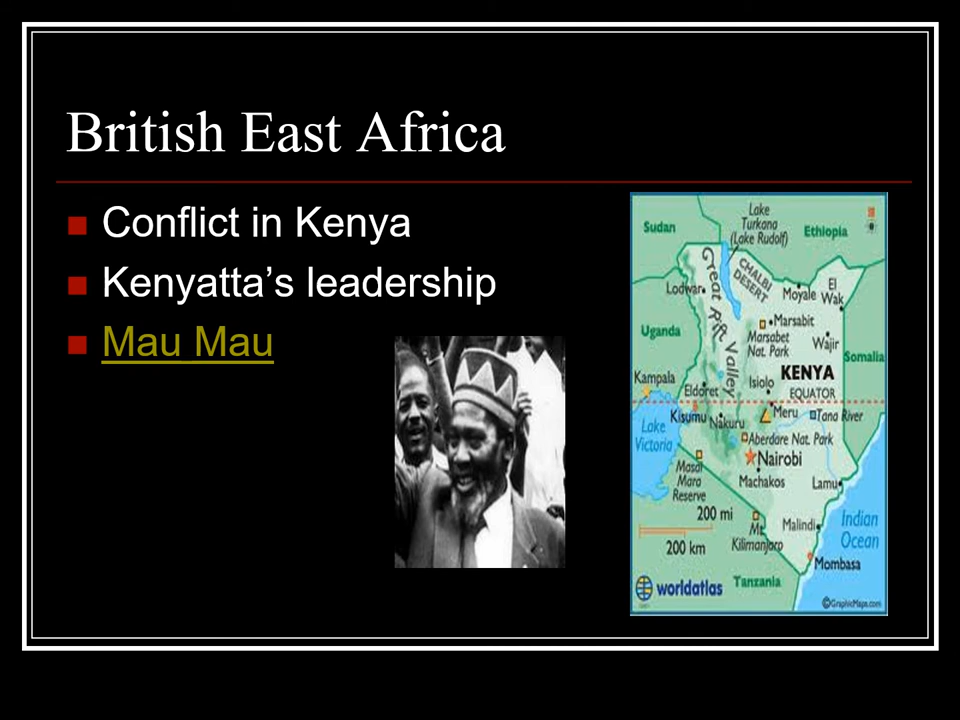 British East Africa
Conflict in Kenya
Kenyatta’s leadership
Mau Mau
Lake
Turkana
(Lake Rudolf)
Sudan
Ethiopia
Great Rift Valley
CHALBI
DESERT
Lodwar
Moyale
El
Wak
Marsabit
Uganda
Marsabet
Nat. Park
Wajir
Somalia
KENYA
Kampala
Eldoret
Isiolo
EQUATOR
Kisumu
Nakuru
Meru
Tana River
Lake
Victoria
Aberdare Nat. Park
Nairobi
Masai
Mara
Reserve
Machakos
Lamu
200 mi
200 km
Mt
Kilimanjaro
Malindi
Indian
Ocean
Mombasa
worldatlas
Tanzania
©GraphicMaps.com